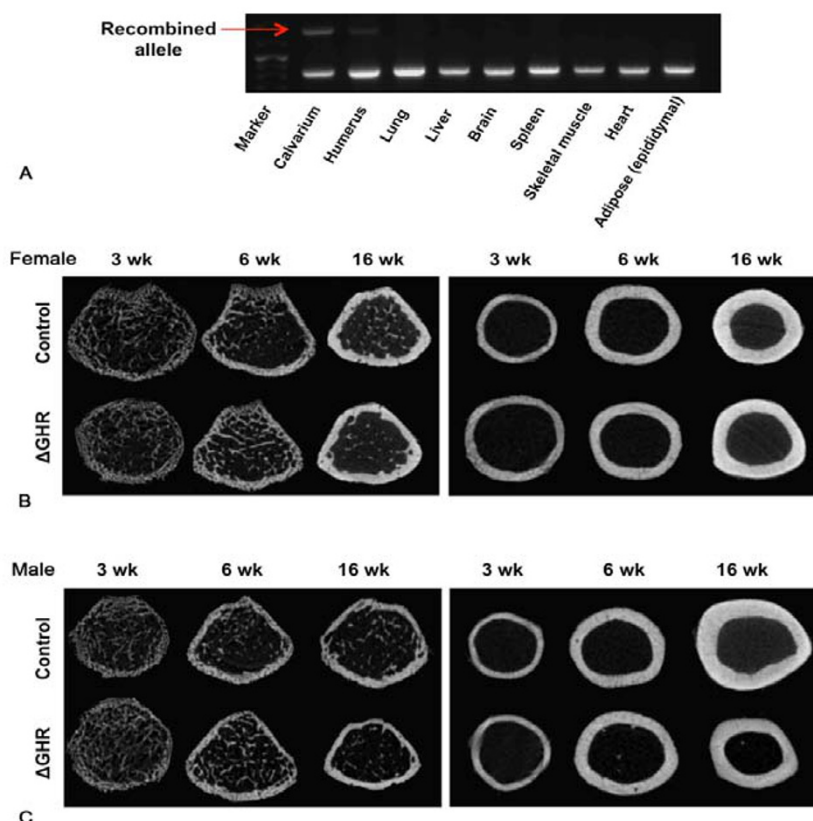 Recombined
allele
Marker
Calvarium
Humerus
Lung
Liver
Brain
Spleen
Skeletal muscle
Heart
Adipose (epididymal)
A
Female 3 wk 6 wk 16 wk 3 wk 6 wk 16 wk
Control
ΔGHR
B
Male 3 wk 6 wk 16 wk 3 wk 6 wk 16 wk
Control
ΔGHR
C